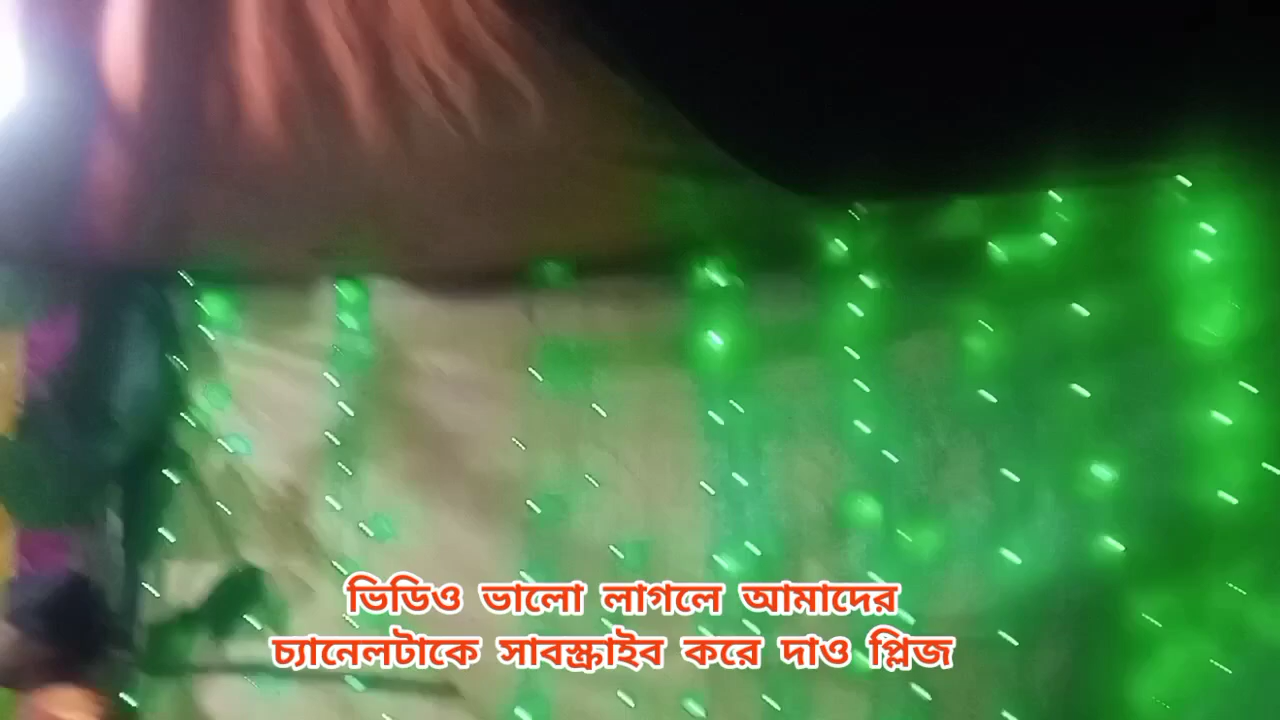 ভিডিও ভালো লাগলে আমাদের
চ্যানেলটাকে সাবস্ক্রাইব করে দাও প্লিজ